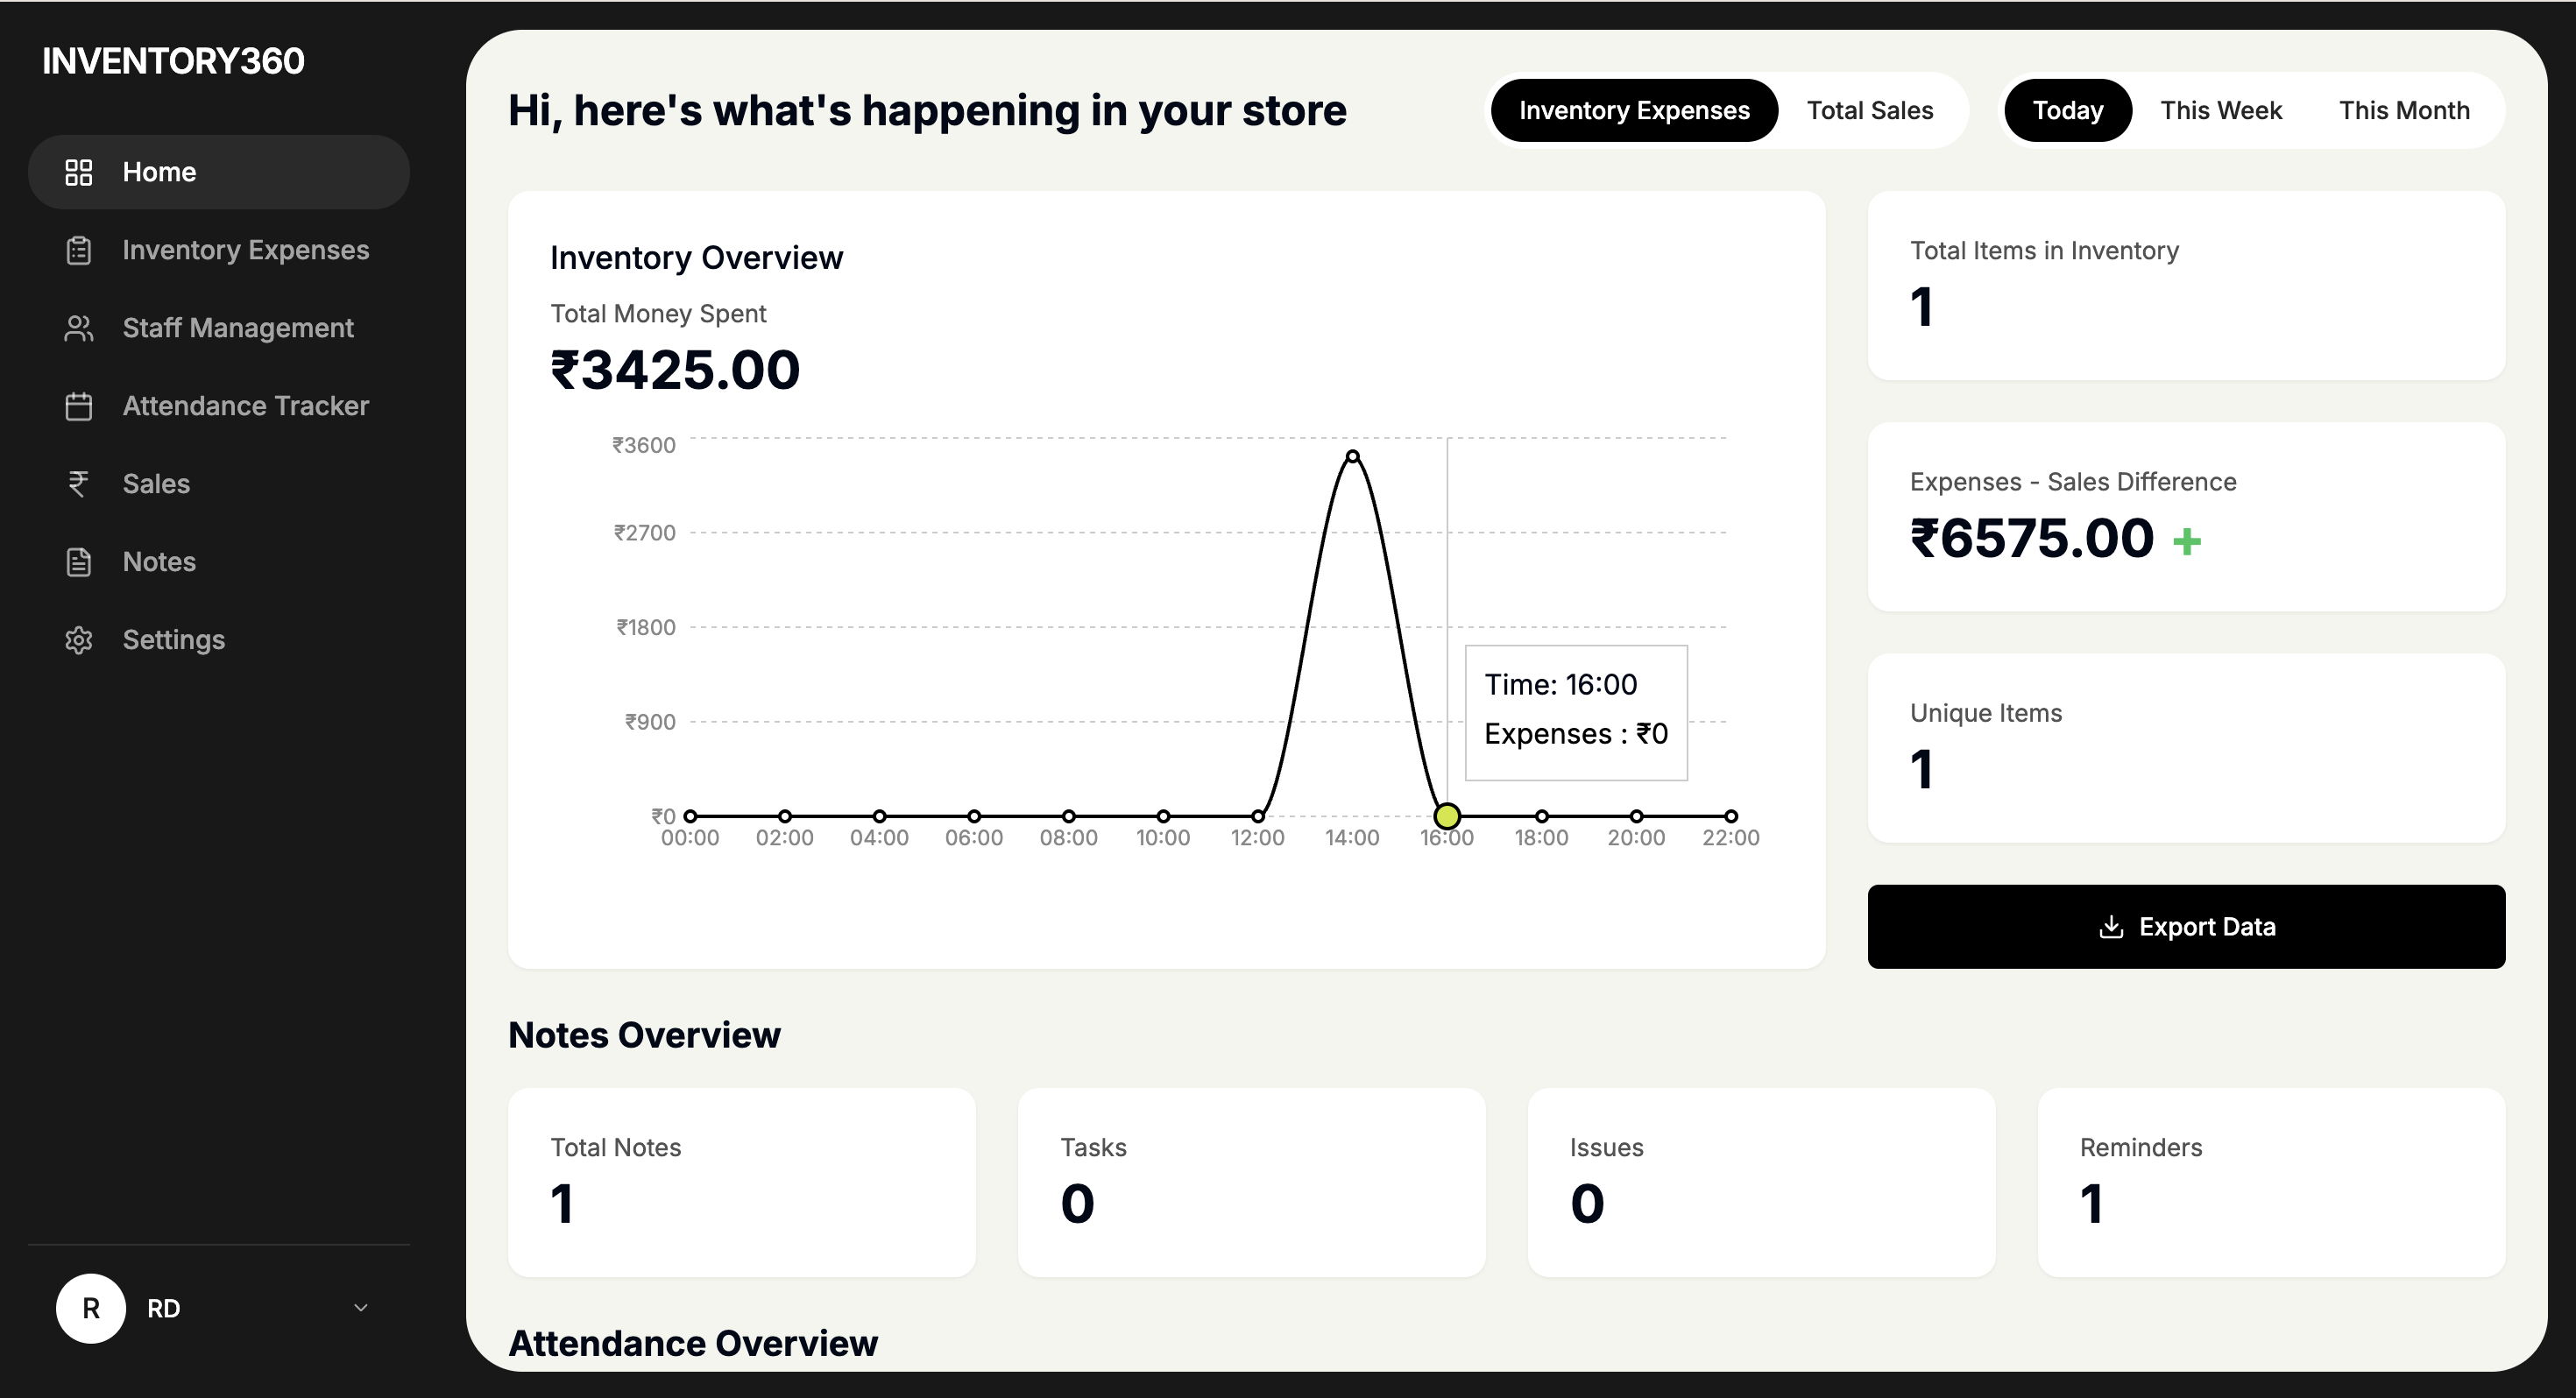 INVENTORY360
Home
Inventory Expenses
Staff Management
Attendance Tracker
Sales
Notes
Settings
R
RD
Hi, here's what's happening in your store
Inventory Expenses
Total Sales
Today
This Week
This Month
Inventory Overview
Total Money Spent
₹3425.00
₹3600
₹2700
₹1800
₹900
₹0
00:00
02:00
04:00
06:00
08:00
10:00
12:00
14:00
16:00
18:00
20:00
22:00
Time: 16:00
Expenses : ₹0
Total Items in Inventory
1
Expenses - Sales Difference
₹6575.00 +
Unique Items
1
Export Data
Notes Overview
Total Notes
1
Tasks
0
Issues
0
Reminders
1
Attendance Overview